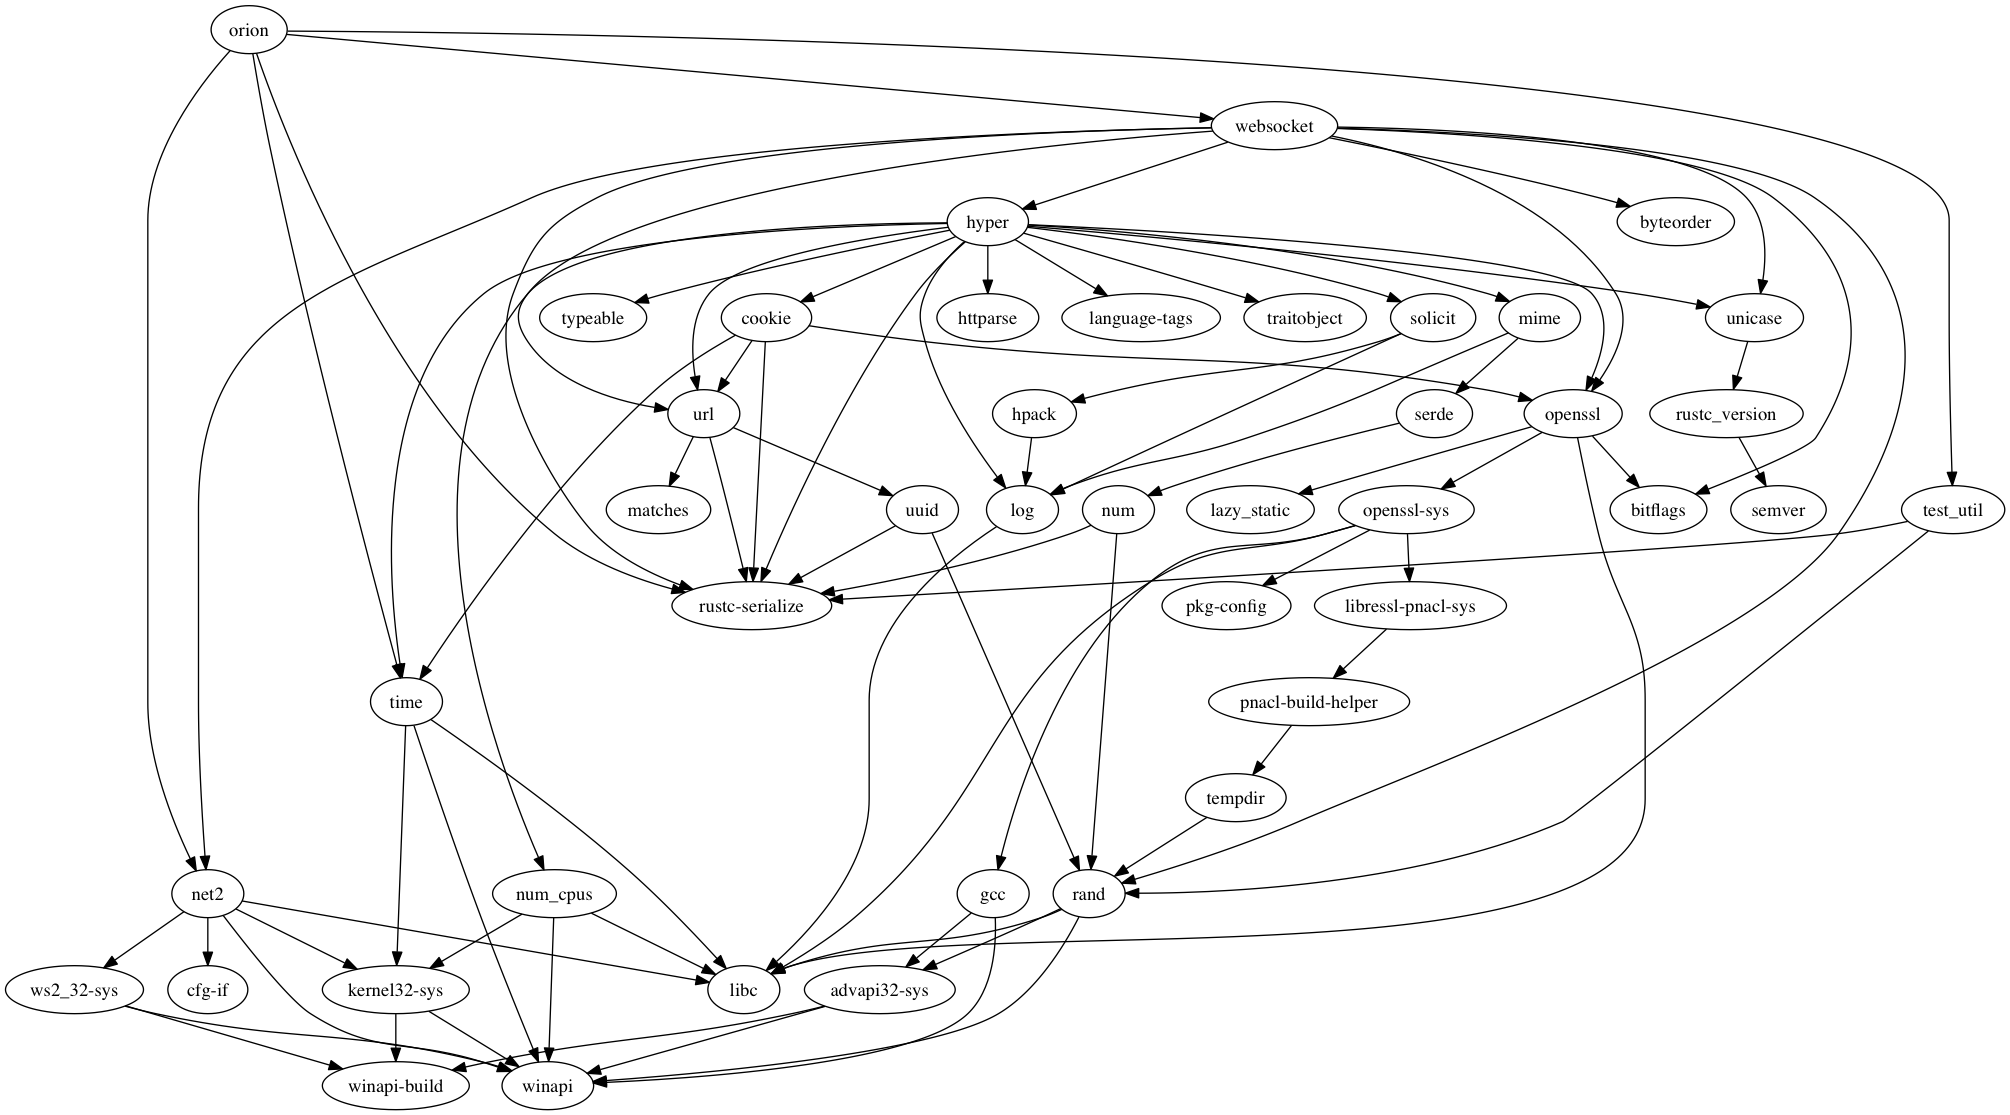 orion
websocket
hyper
byteorder
typeable
cookie
httparse
language-tags
traitobject
solicit
mime
unicase
url
hpack
serde
openssl
rustc_version
matches
uuid
log
num
lazy_static
openssl-sys
bitflags
semver
test_util
rustc-serialize
pkg-config
libressl-pnacl-sys
time
pnacl-build-helper
tempdir
net2
num_cpus
gcc
rand
ws2_32-sys
cfg-if
kernel32-sys
libc
advapi32-sys
winapi-build
winapi